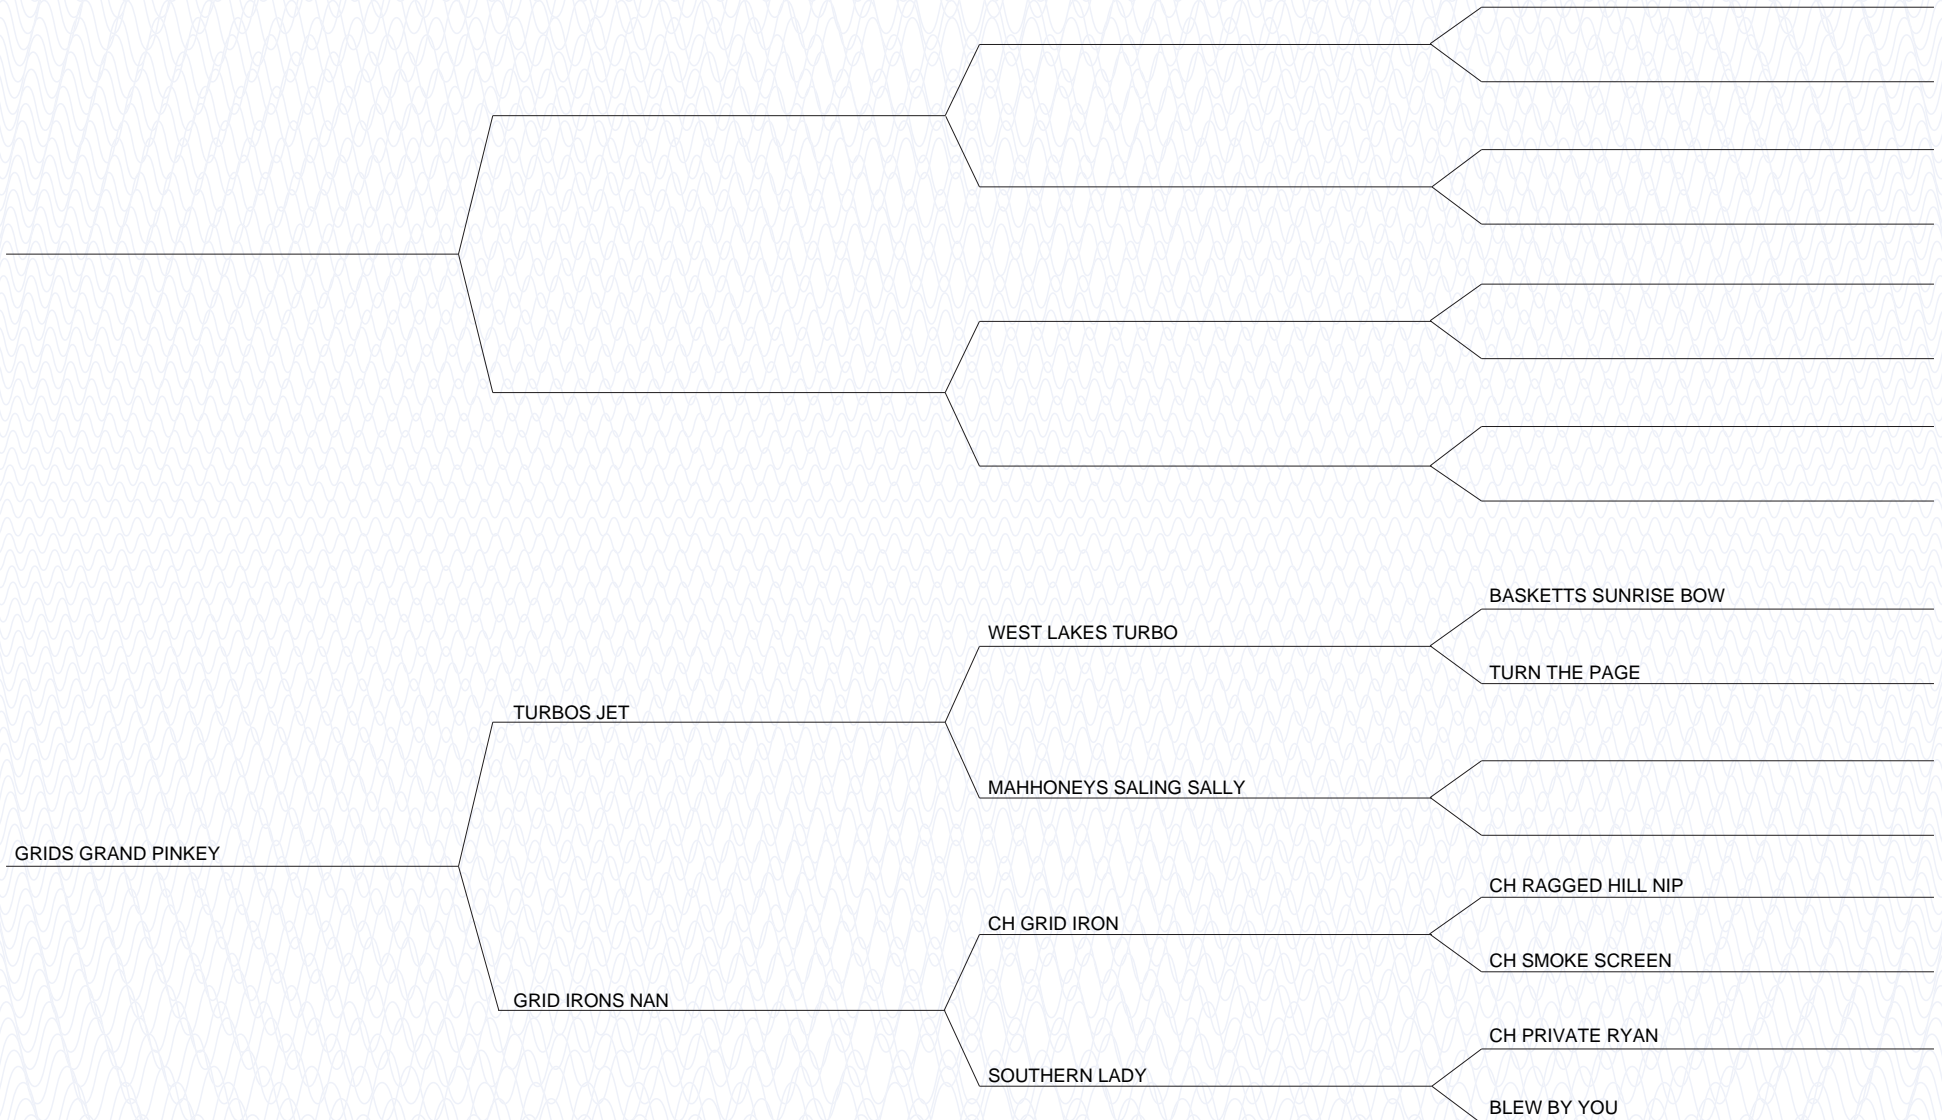 BASKETTS SUNRISE BOW
WEST LAKES TURBO
TURN THE PAGE
TURBOS JET
MAHHONEYS SALING SALLY
GRIDS GRAND PINKEY
CH RAGGED HILL NIP
CH GRID IRON
CH SMOKE SCREEN
GRID IRONS NAN
CH PRIVATE RYAN
SOUTHERN LADY
BLEW BY YOU